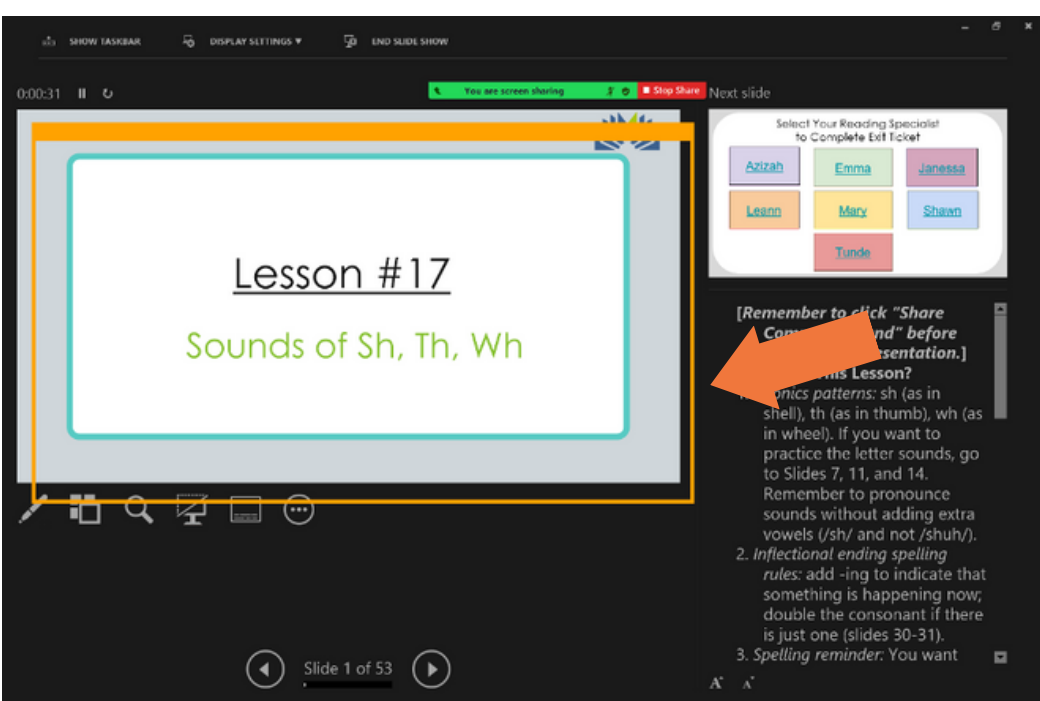 SHOW TASKBAR
DISPLAY SETTINGS ▼
END SLIDE SHOW
0:00:31
You are screen sharing
Stop Share
Next slide
Lesson #17
Sounds of Sh, Th, Wh
Select Your Reading Specialist
to Complete Exit Ticket
Azizah
Emma
Janessa
Leann
Mary
Shawn
Tunde
[Remember to click "Share
nd" before
sentation.]
his Lesson?
onics patterns: sh (as in
shell), th (as in thumb), wh (as
in wheel). If you want to
practice the letter sounds, go
to Slides 7, 11, and 14.
Remember to pronounce
sounds without adding extra
vowels (/sh/ and not /shuh/).
2. Inflectional ending spelling
rules: add -ing to indicate that
something is happening now;
double the consonant if there
is just one (slides 30-31).
3. Spelling reminder: You want
Slide 1 of 53
A A